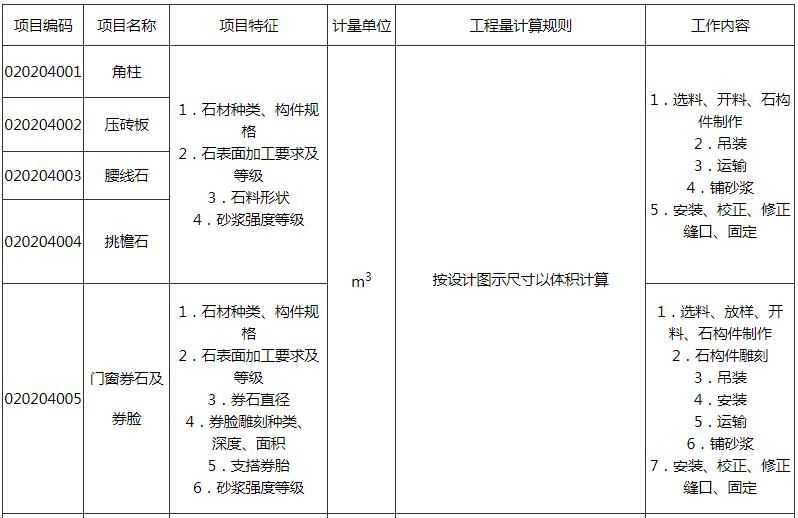 项目编码 项目名称 项目特征 计量单位 工程量计算规则 工作内容
020204001 角柱
020204002 压砖板
020204003 腰线石
020204004 挑檐石
1．石材种类、构件规
格
2．石表面加工要求及
等级
3．石料形状
4．砂浆强度等级
m³
按设计图示尺寸以体积计算
1．选料、开料、石构
件制作
2．吊装
3．运输
4．铺砂浆
5．安装、校正、修正
缝口、固定
020204005
门窗券石及
券脸
1．石材种类、构件规
格
2．石表面加工要求及
等级
3．券石直径
4．券脸雕刻种类、
深度、面积
5．支搭券胎
6．砂浆强度等级
1．选料、放样、开
料、石构件制作
2．石构件雕刻
3．吊装
4．安装
5．运输
6．铺砂浆
7．安装、校正、修正
缝口、固定